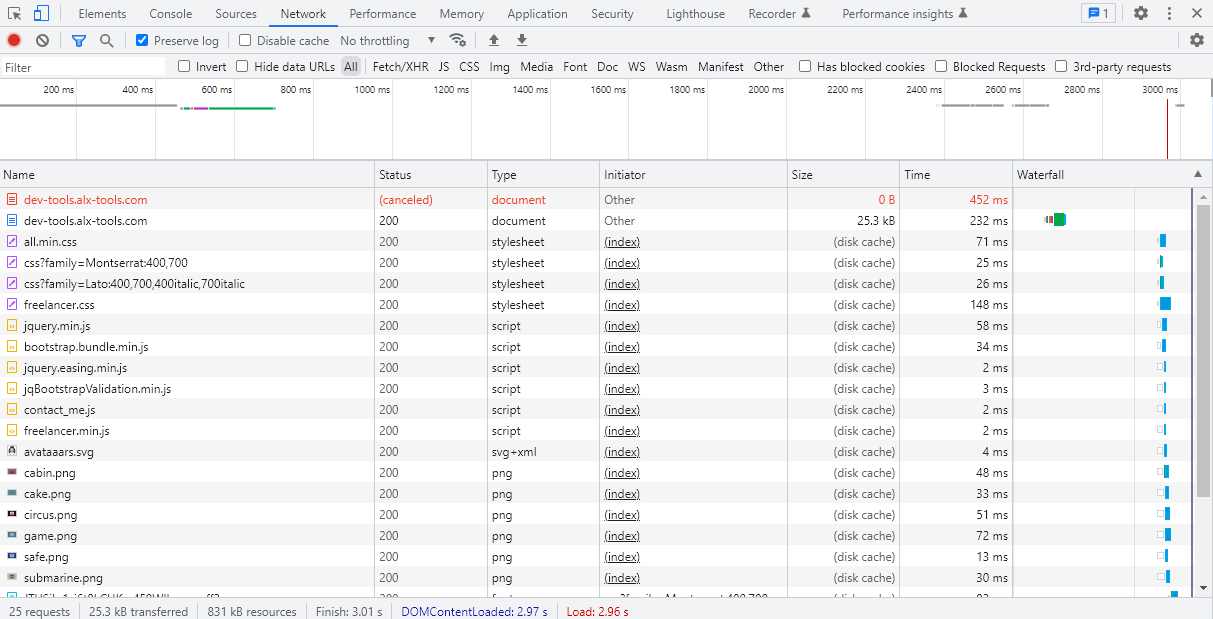 Elements Console Sources Network Performance Memory Application Security Lighthouse Recorder Performance insights 1
Preserve log Disable cache No throttling
Filter Invert Hide data URLs All Fetch/XHR JS CSS Img Media Font Doc WS Wasm Manifest Other Has blocked cookies Blocked Requests 3rd-party requests
200 ms 400 ms 600 ms 800 ms 1000 ms 1200 ms 1400 ms 1600 ms 1800 ms 2000 ms 2200 ms 2400 ms 2600 ms 2800 ms 3000 ms
Name Status Type Initiator Size Time Waterfall
dev-tools.alx-tools.com (canceled) document Other 0 B 452 ms
dev-tools.alx-tools.com 200 document Other 25.3 kB 232 ms
all.min.css 200 stylesheet (index) (disk cache) 71 ms
css?family=Montserrat:400,700 200 stylesheet (index) (disk cache) 25 ms
css?family=Lato:400,700,400italic,700italic 200 stylesheet (index) (disk cache) 26 ms
freelancer.css 200 stylesheet (index) (disk cache) 148 ms
jquery.min.js 200 script (index) (disk cache) 58 ms
bootstrap.bundle.min.js 200 script (index) (disk cache) 34 ms
jquery.easing.min.js 200 script (index) (disk cache) 2 ms
jqBootstrapValidation.min.js 200 script (index) (disk cache) 3 ms
contact_me.js 200 script (index) (disk cache) 2 ms
freelancer.min.js 200 script (index) (disk cache) 2 ms
avataaars.svg 200 svg+xml (index) (disk cache) 4 ms
cabin.png 200 png (index) (disk cache) 48 ms
cake.png 200 png (index) (disk cache) 33 ms
circus.png 200 png (index) (disk cache) 51 ms
game.png 200 png (index) (disk cache) 72 ms
safe.png 200 png (index) (disk cache) 13 ms
submarine.png 200 png (index) (disk cache) 30 ms
25 requests 25.3 kB transferred 831 kB resources Finish: 3.01 s DOMContentLoaded: 2.97 s Load: 2.96 s